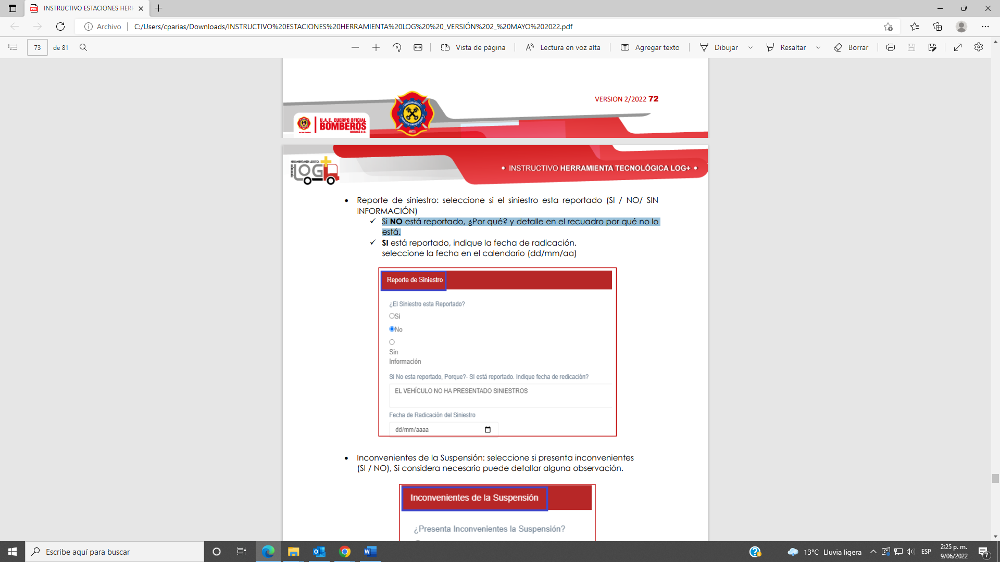 INSTRUCTIVO ESTACIONES HER
Archivo
C:/Users/cparias/Downloads/INSTRUCTIVO%20ESTACIONES%20HERRAMIENTA%20LOG%20%20_VERSIÓN%202_%20MAYO%202022.pdf
73
de 81
Vista de página
Lectura en voz alta
Agregar texto
Dibujar
Resaltar
Borrar
VERSION 2/2022 72
U.A.E. CUERPO OFICIAL
BOMBEROS
BOGOTÁ D.C.
HERRAMIENTA MESA LOGÍSTICA
LOG
• INSTRUCTIVO HERRAMIENTA TECNOLÓGICA LOG+ •
• Reporte de siniestro: seleccione si el siniestro esta reportado (SI / NO/ SIN
INFORMACIÓN)
✓ Si NO está reportado, ¿Por qué? y detalle en el recuadro por qué no lo
está.
✓ SI está reportado, indique la fecha de radicación.
seleccione la fecha en el calendario (dd/mm/aa)
Reporte de Siniestro
¿El Siniestro esta Reportado?
Si
No
Sin
Información
Si No esta reportado, Porque?- SI está reportado. Indique fecha de redicación?
EL VEHÍCULO NO HA PRESENTADO SINIESTROS
Fecha de Radicación del Siniestro
dd/mm/aaaa
• Inconvenientes de la Suspensión: seleccione si presenta inconvenientes
(SI / NO), Si considera necesario puede detallar alguna observación.
Inconvenientes de la Suspensión
¿Presenta Inconvenientes la Suspensión?
Escribe aquí para buscar
13°C Lluvia ligera
ESP
2:25 p. m.
9/06/2022
7